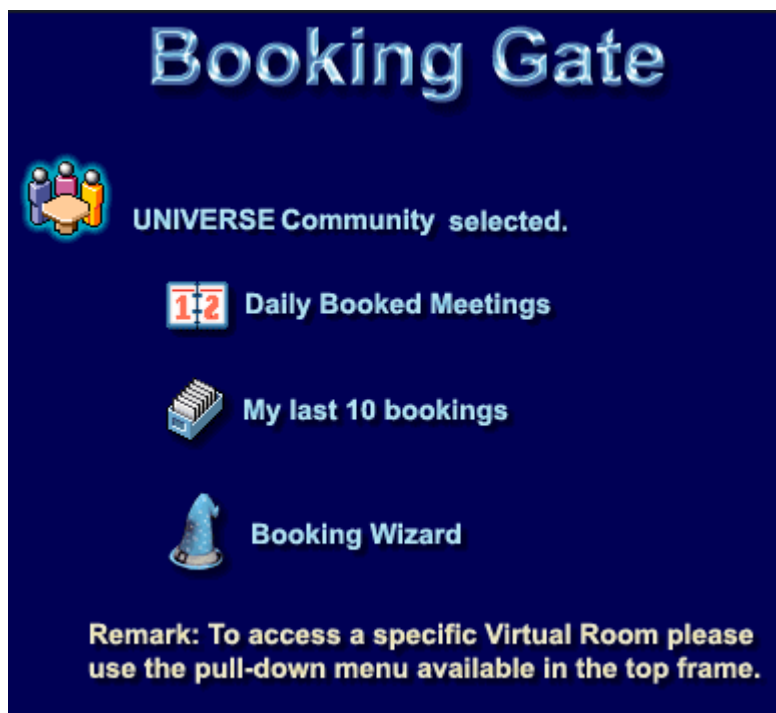 Booking Gate
UNIVERSE Community selected.
12
Daily Booked Meetings
My last 10 bookings
Booking Wizard
Remark: To access a specific Virtual Room please
use the pull-down menu available in the top frame.